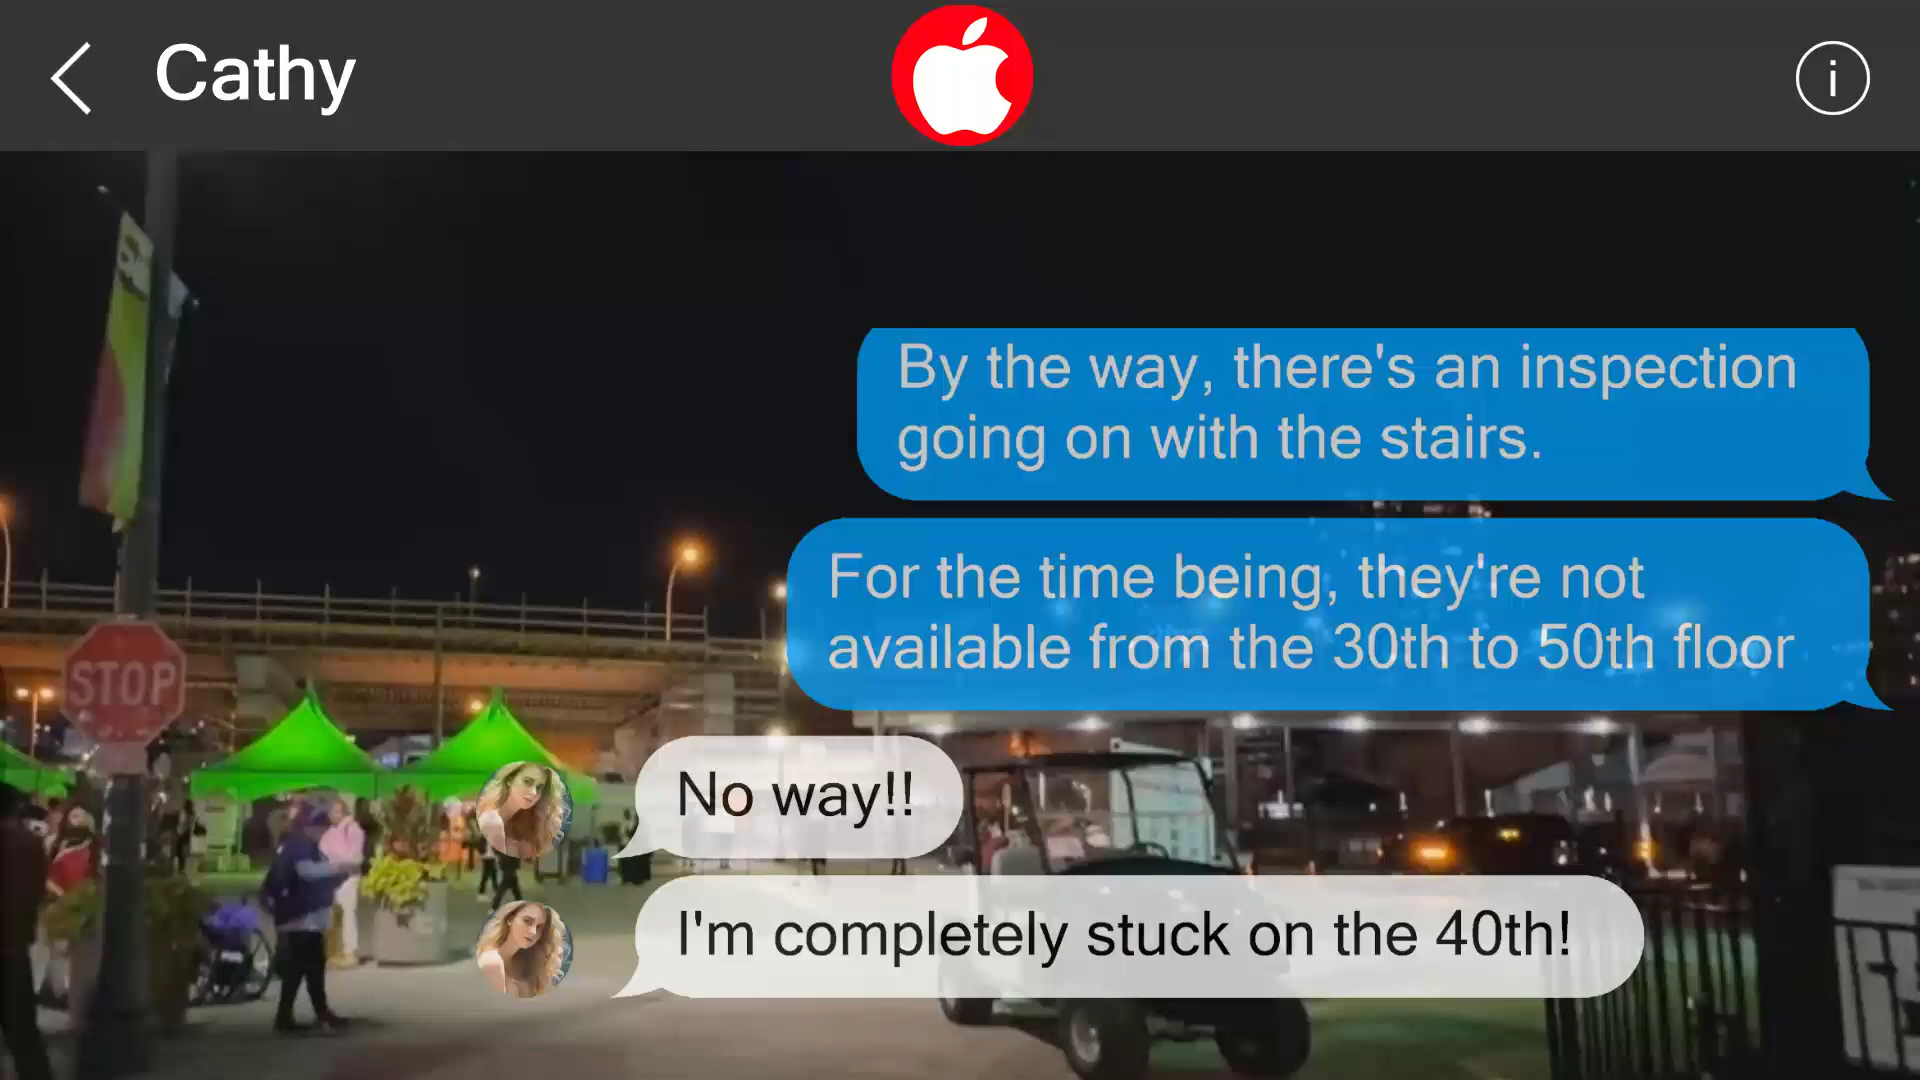 Cathy
By the way, there's an inspection
going on with the stairs.
For the time being, they're not
available from the 30th to 50th floor
No way!!
I'm completely stuck on the 40th!
STOP